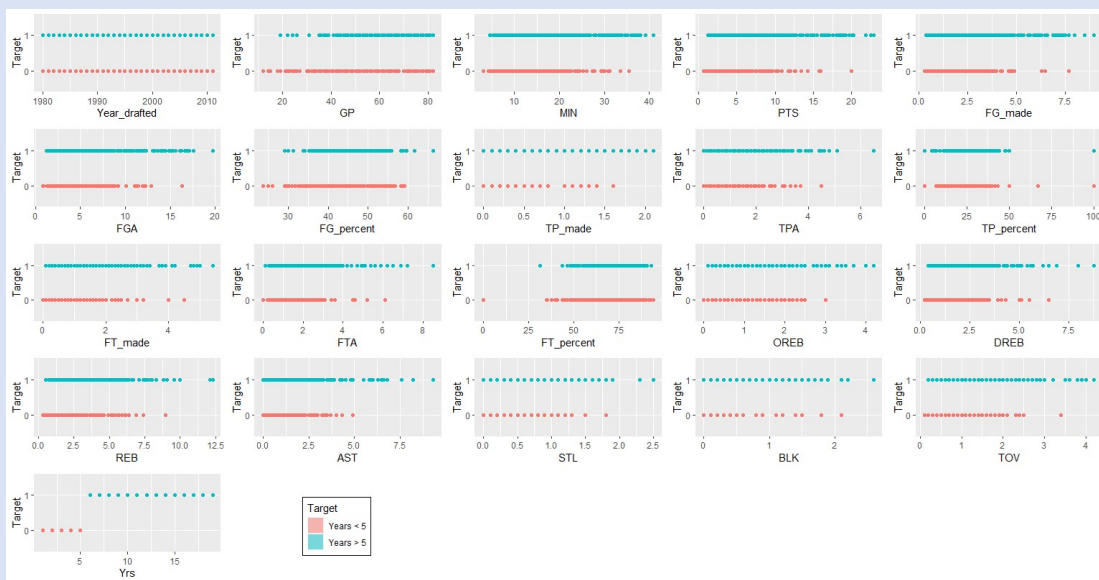 Target
1
0
1980 1990 2000 2010
Year_drafted
Target
1
0
20 40 60 80
GP
Target
1
0
10 20 30 40
MIN
Target
1
0
0 5 10 15 20
PTS
Target
1
0
0.0 2.5 5.0 7.5
FG_made
Target
1
0
0 5 10 15 20
FGA
Target
1
0
30 40 50 60
FG_percent
Target
1
0
0.0 0.5 1.0 1.5 2.0
TP_made
Target
1
0
0 2 4 6
TPA
Target
1
0
0 25 50 75 100
TP_percent
Target
1
0
0 2 4
FT_made
Target
1
0
0 2 4 6 8
FTA
Target
1
0
0 25 50 75
FT_percent
Target
1
0
0 1 2 3 4
OREB
Target
1
0
0.0 2.5 5.0 7.5
DREB
Target
1
0
0.0 2.5 5.0 7.5 10.0 12.5
REB
Target
1
0
0.0 2.5 5.0 7.5
AST
Target
1
0
0.0 0.5 1.0 1.5 2.0 2.5
STL
Target
1
0
0 1 2
BLK
Target
1
0
0 1 2 3 4
TOV
Target
1
0
5 10 15
Yrs
Target
Years < 5
Years > 5